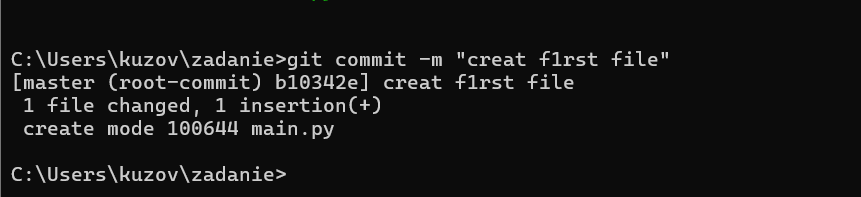 C:\Users\kuzov\zadanie>git commit -m "creat f1rst file"
[master (root-commit) b10342e] creat f1rst file
 1 file changed, 1 insertion(+)
 create mode 100644 main.py
C:\Users\kuzov\zadanie>